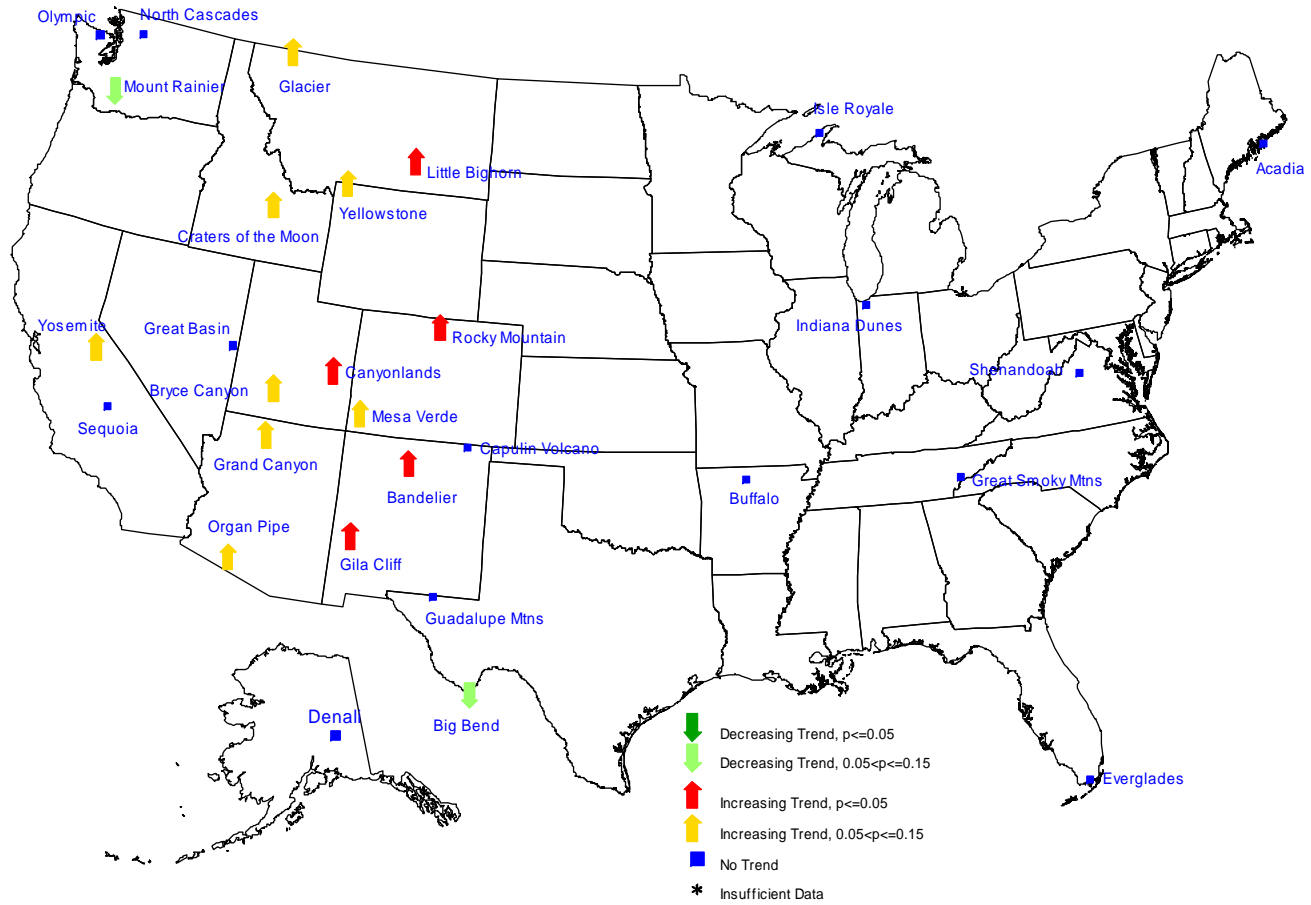 Olympic
North Cascades
Mount Rainier
Glacier
Isle Royale
Acadia
Little Bighorn
Yellowstone
Craters of the Moon
Yosemite
Great Basin
Rocky Mountain
Indiana Dunes
Canyonlands
Shenandoah
Bryce Canyon
Mesa Verde
Sequoia
Capulin Volcano
Grand Canyon
Bandelier
Buffalo
Great Smoky Mtns
Organ Pipe
Gila Cliff
Guadalupe Mtns
Denali
Big Bend
Everglades
Decreasing Trend, p<=0.05
Decreasing Trend, 0.05<p<=0.15
Increasing Trend, p<=0.05
Increasing Trend, 0.05<p<=0.15
No Trend
Insufficient Data